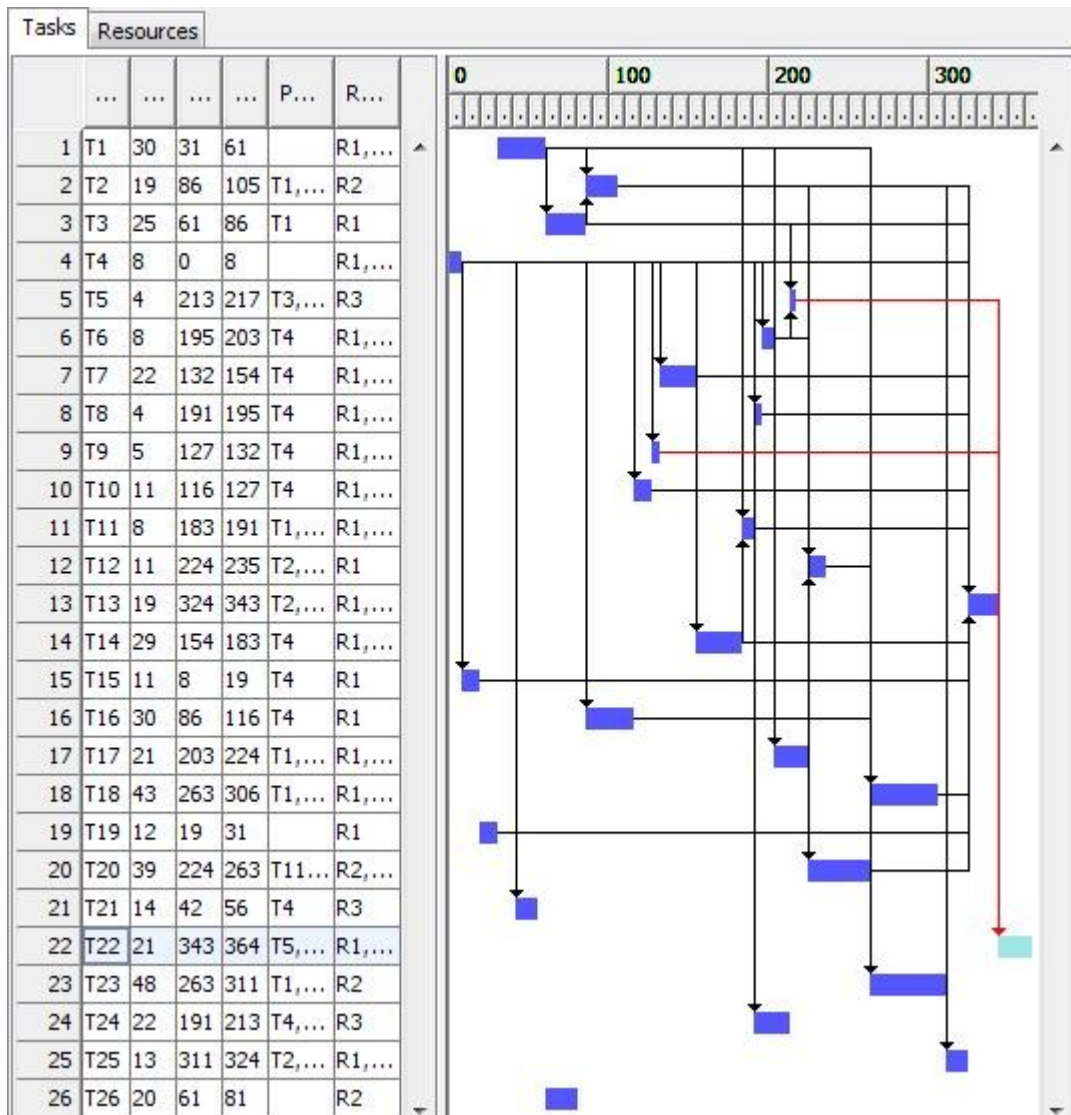 Tasks Resources
... ... ... ... P... R... 0 100 200 300
1 T1 30 31 61 R1,...
2 T2 19 86 105 T1,... R2
3 T3 25 61 86 T1 R1
4 T4 8 0 8 R1,...
5 T5 4 213 217 T3,... R3
6 T6 8 195 203 T4 R1,...
7 T7 22 132 154 T4 R1,...
8 T8 4 191 195 T4 R1,...
9 T9 5 127 132 T4 R1,...
10 T10 11 116 127 T4 R1,...
11 T11 8 183 191 T1,... R1,...
12 T12 11 224 235 T2,... R1
13 T13 19 324 343 T2,... R1,...
14 T14 29 154 183 T4 R1,...
15 T15 11 8 19 T4 R1
16 T16 30 86 116 T4 R1
17 T17 21 203 224 T1,... R1,...
18 T18 43 263 306 T1,... R1,...
19 T19 12 19 31 R1
20 T20 39 224 263 T11... R2,...
21 T21 14 42 56 T4 R3
22 T22 21 343 364 T5,... R1,...
23 T23 48 263 311 T1,... R2
24 T24 22 191 213 T4,... R3
25 T25 13 311 324 T2,... R1,...
26 T26 20 61 81 R2